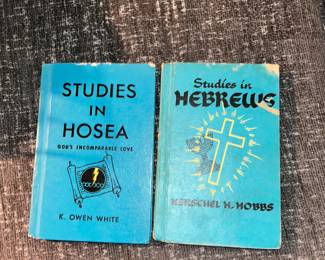 STUDIES
IN
HOSEA
GOD'S INCOMPARABLE LOVE
K. OWEN WHITE
Studies in
HEBREWS
HERSCHEL H. HOBBS